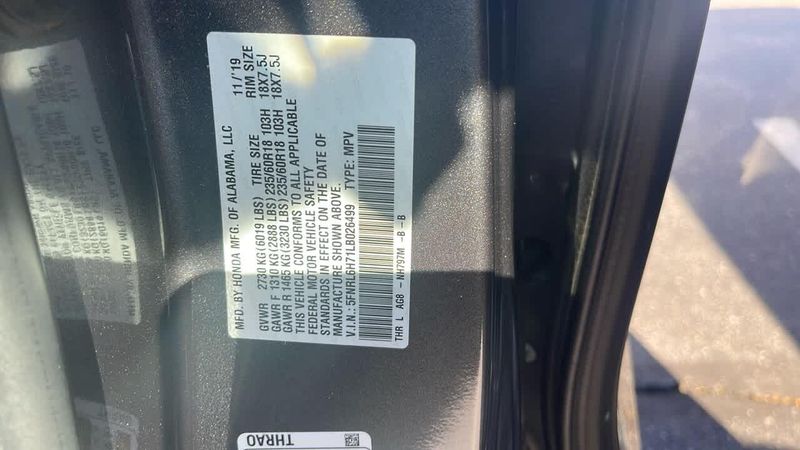 MFD. BY HONDA MFG. OF ALABAMA, LLC 11/'19
GVWR 2730 KG(6019 LBS) TIRE SIZE RIM SIZE
GAWR F 1310 KG(2888 LBS) 235/60R18 103H 18X7.5J
GAWR R 1465 KG(3230 LBS) 235/60R18 103H 18X7.5J
THIS VEHICLE CONFORMS TO ALL APPLICABLE
FEDERAL MOTOR VEHICLE SAFETY
STANDARDS IN EFFECT ON THE DATE OF
MANUFACTURE SHOWN ABOVE.
V.I.N.: 5FNRL6H71LB026499 TYPE: MPV
THR L AGB - NH797M -B -B
THRAO